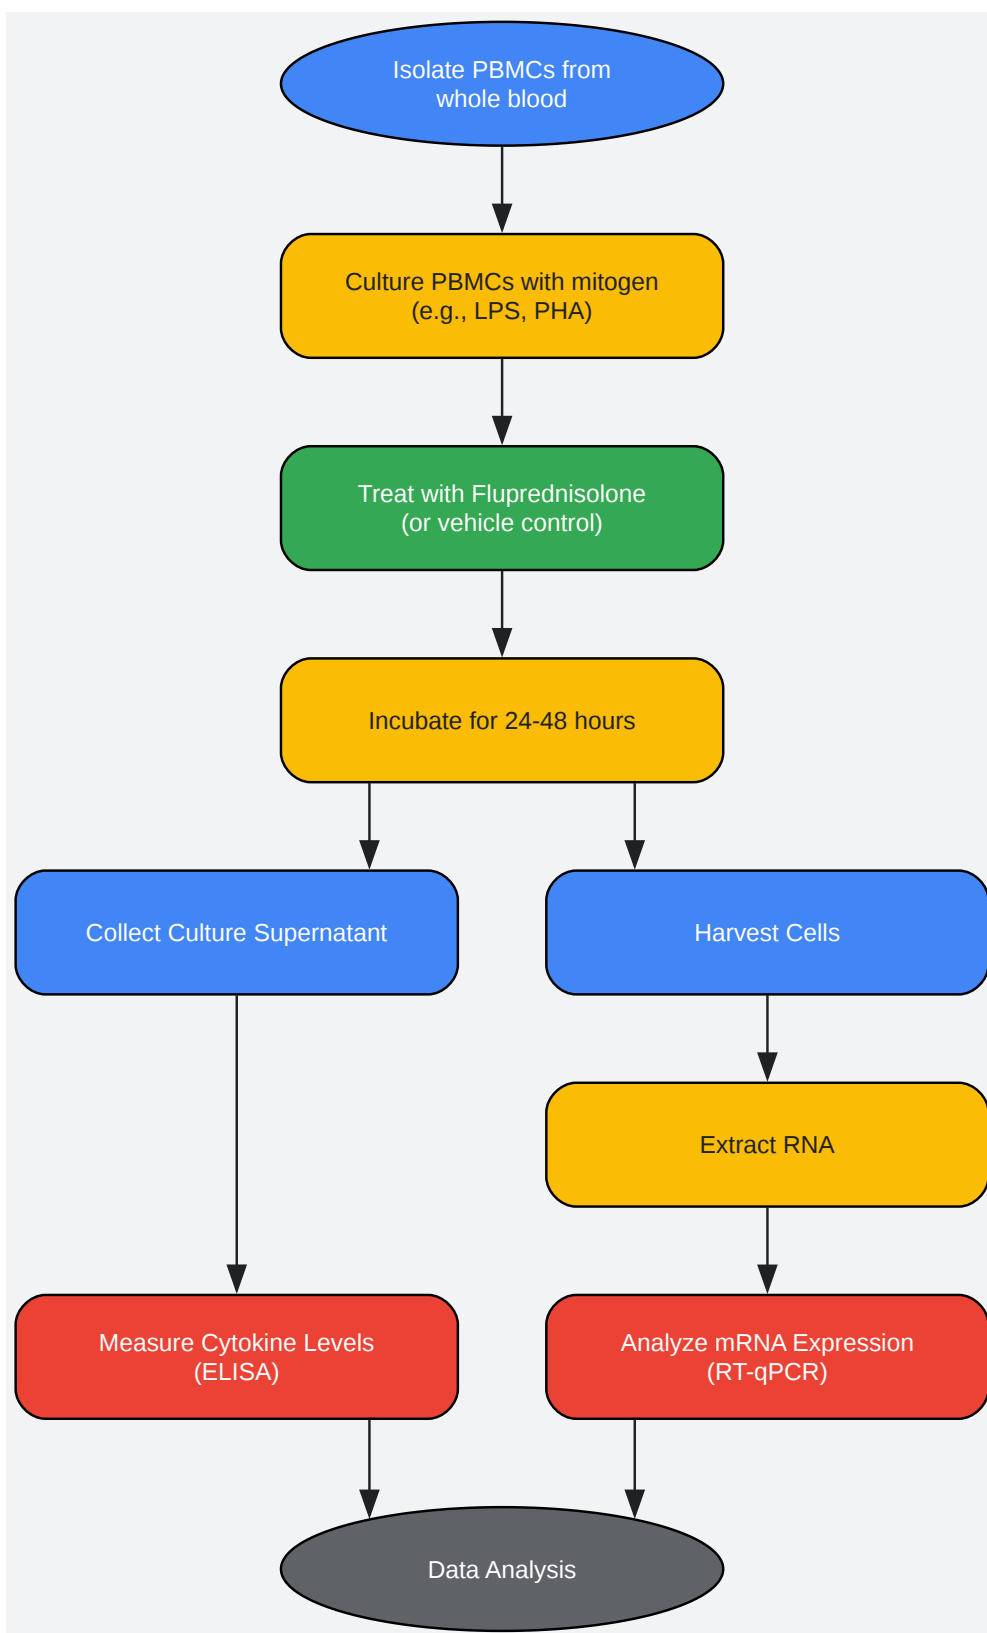 Isolate PBMCs from
whole blood
Culture PBMCs with mitogen
(e.g., LPS, PHA)
Treat with Fluprednisolone
(or vehicle control)
Incubate for 24-48 hours
Collect Culture Supernatant
Harvest Cells
Extract RNA
Measure Cytokine Levels
(ELISA)
Analyze mRNA Expression
(RT-qPCR)
Data Analysis